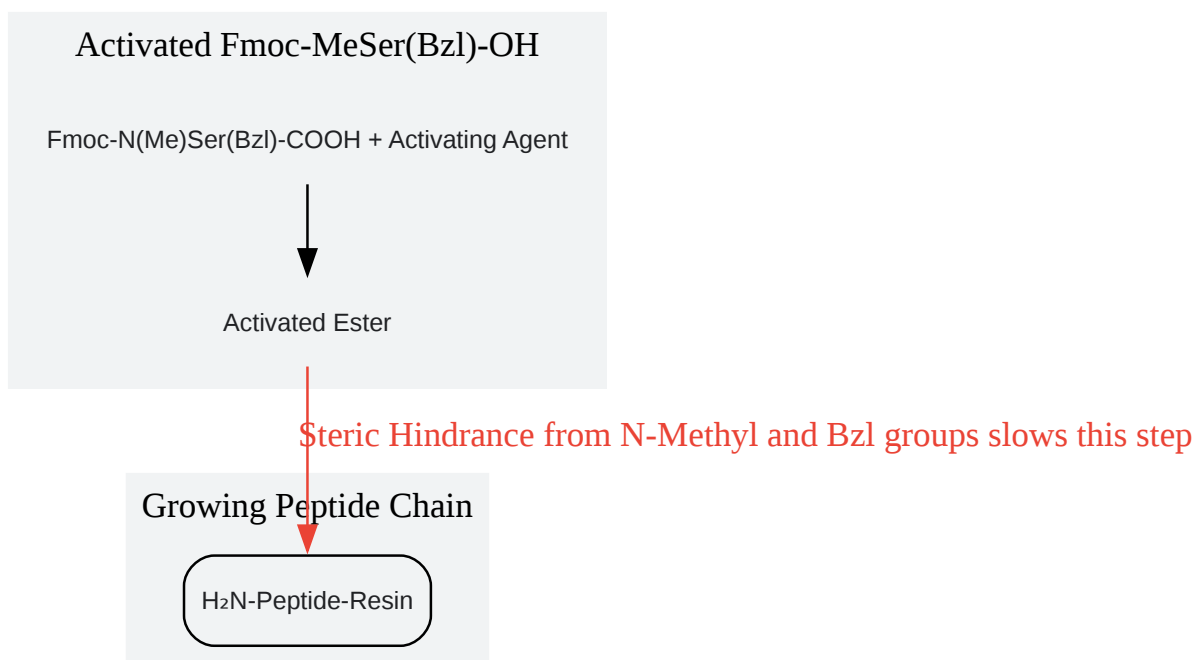 Activated Fmoc-MeSer(Bzl)-OH
Fmoc-N(Me)Ser(Bzl)-COOH + Activating Agent
Activated Ester
Steric Hindrance from N-Methyl and Bzl groups slows this step
Growing Peptide Chain
H₂N-Peptide-Resin